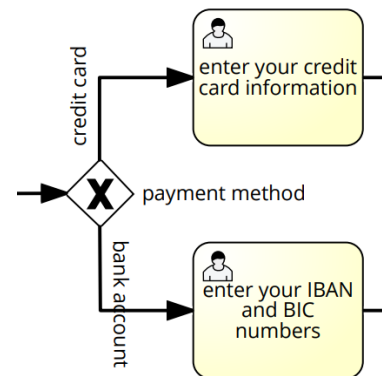 credit card
enter your credit
card information
payment method
bank account
enter your IBAN
and BIC
numbers